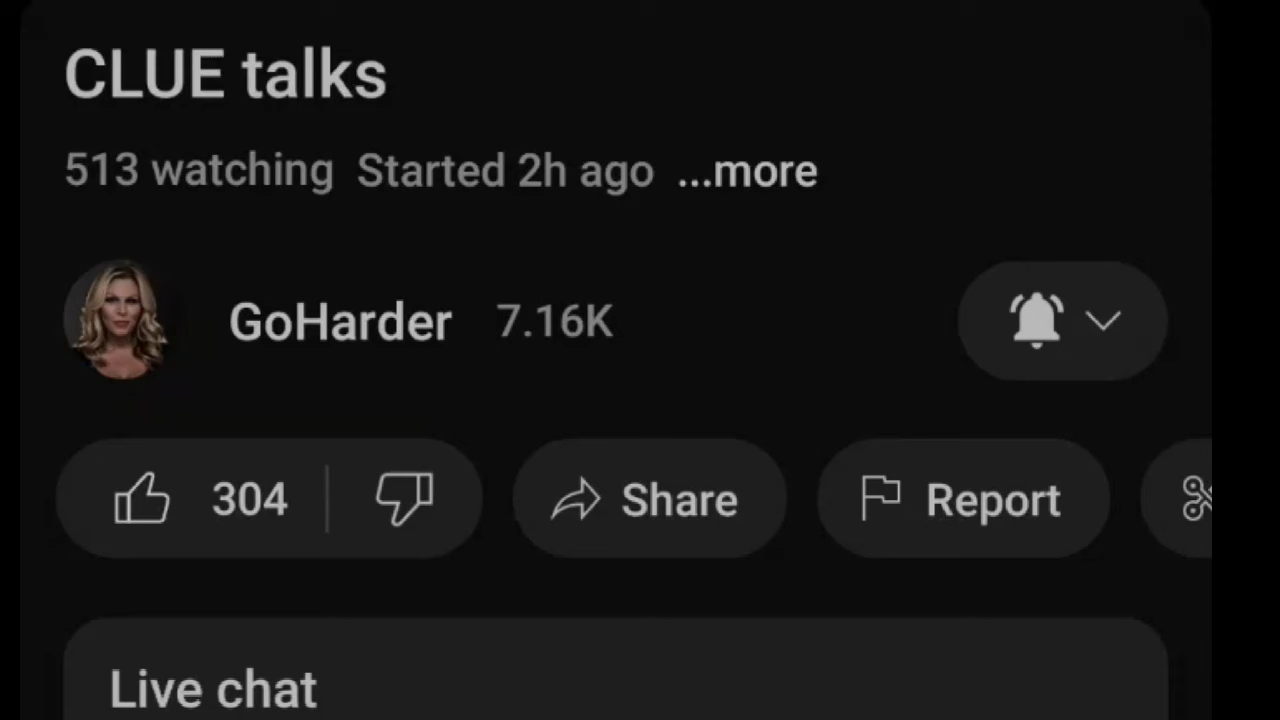 CLUE talks
513 watching Started 2h ago ...more
GoHarder 7.16K
304 Share Report
Live chat